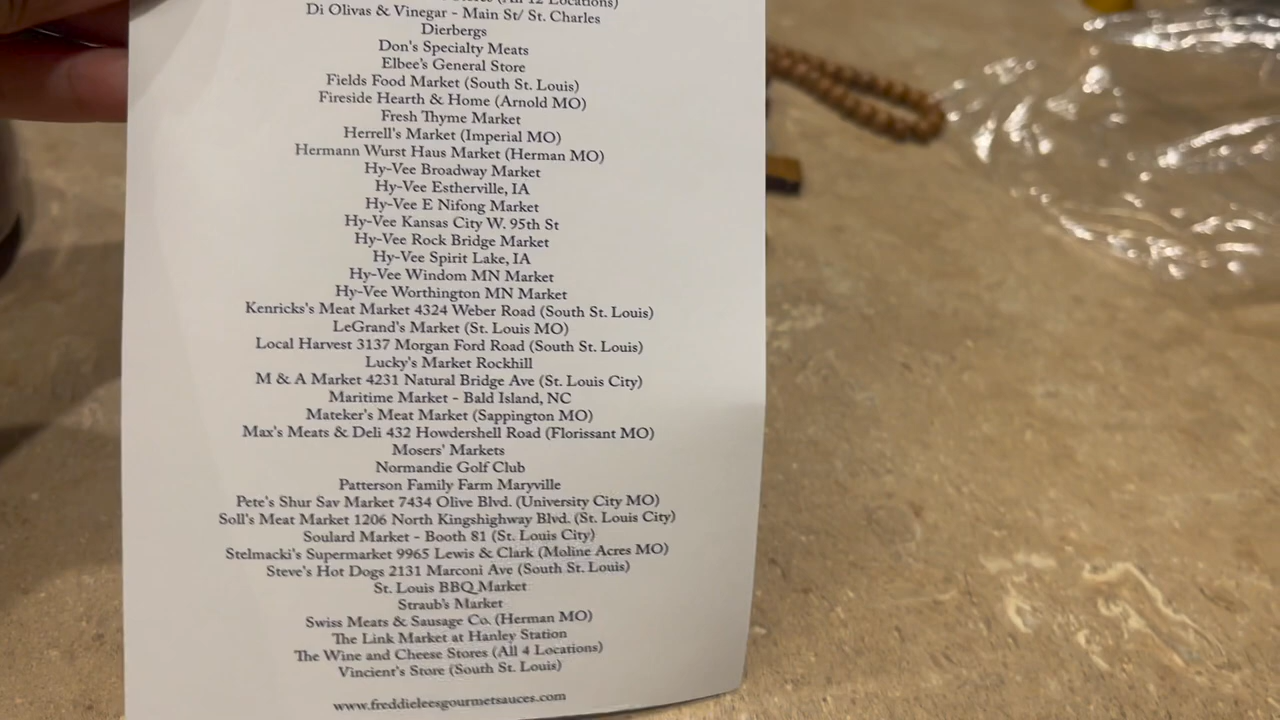 (All 12 Locations)
Di Olivas & Vinegar - Main St/ St. Charles
Dierbergs
Don's Specialty Meats
Elbee's General Store
Fields Food Market (South St. Louis)
Fireside Hearth & Home (Arnold MO)
Fresh Thyme Market
Herrell's Market (Imperial MO)
Hermann Wurst Haus Market (Herman MO)
Hy-Vee Broadway Market
Hy-Vee Estherville, IA
Hy-Vee E Nifong Market
Hy-Vee Kansas City W. 95th St
Hy-Vee Rock Bridge Market
Hy-Vee Spirit Lake, IA
Hy-Vee Windom MN Market
Hy-Vee Worthington MN Market
Kenricks's Meat Market 4324 Weber Road (South St. Louis)
LeGrand's Market (St. Louis MO)
Local Harvest 3137 Morgan Ford Road (South St. Louis)
Lucky's Market Rockhill
M & A Market 4231 Natural Bridge Ave (St. Louis City)
Maritime Market - Bald Island, NC
Mateker's Meat Market (Sappington MO)
Max's Meats & Deli 432 Howdershell Road (Florissant MO)
Mosers' Markets
Normandie Golf Club
Patterson Family Farm Maryville
Pete's Shur Sav Market 7434 Olive Blvd. (University City MO)
Soll's Meat Market 1206 North Kingshighway Blvd. (St. Louis City)
Soulard Market - Booth 81 (St. Louis City)
Stelmacki's Supermarket 9965 Lewis & Clark (Moline Acres MO)
Steve's Hot Dogs 2131 Marconi Ave (South St. Louis)
St. Louis BBQ Market
Straub's Market
Swiss Meats & Sausage Co. (Herman MO)
The Link Market at Hanley Station
The Wine and Cheese Stores (All 4 Locations)
Vincient's Store (South St. Louis)
www.freddieleesgourmetsauces.com